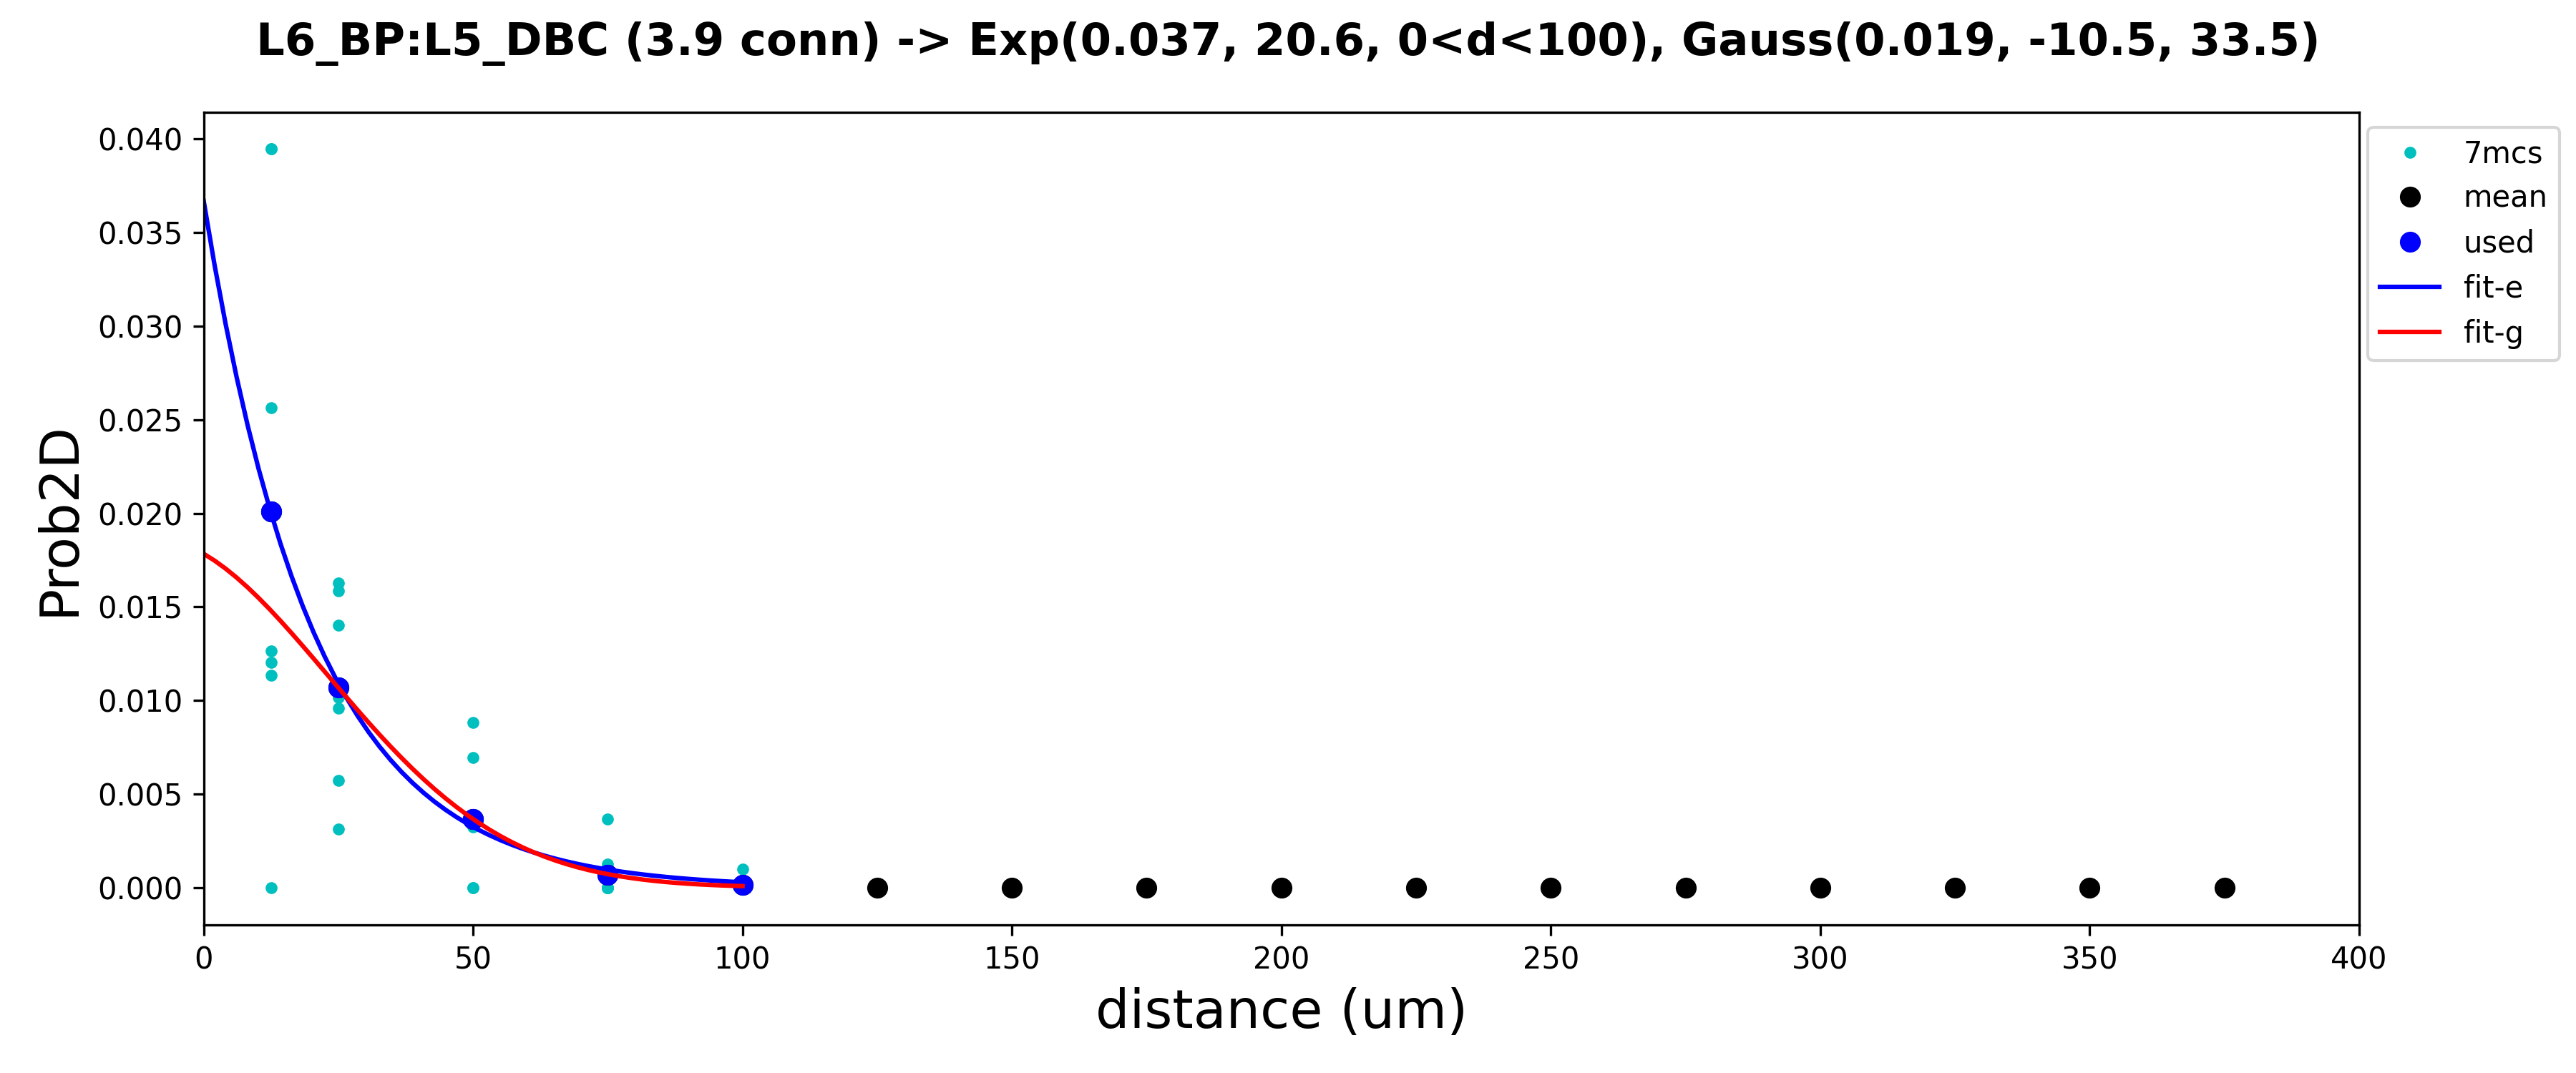 L6_BP:L5_DBC (3.9 conn) -> Exp(0.037, 20.6, 0<d<100), Gauss(0.019, -10.5, 33.5)
0.040
0.035
0.030
0.025
0.020
0.015
0.010
0.005
0.000
Prob2D
0 50 100 150 200 250 300 350 400
distance (um)
7mcs
mean
used
fit-e
fit-g